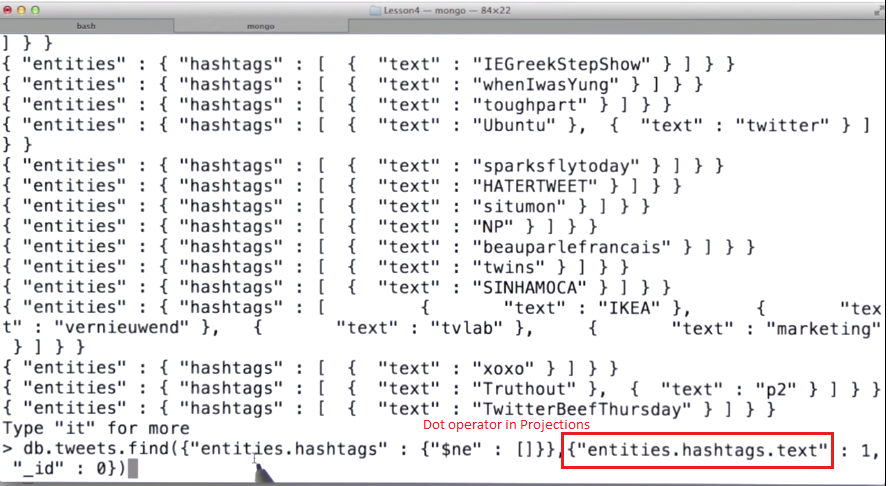 Lesson4 — mongo — 84×22
bash
mongo
] } }
{ "entities" : { "hashtags" : [ { "text" : "IEGreekStepShow" } ] } }
{ "entities" : { "hashtags" : [ { "text" : "whenIwasYung" } ] } }
{ "entities" : { "hashtags" : [ { "text" : "toughpart" } ] } }
{ "entities" : { "hashtags" : [ { "text" : "Ubuntu" }, { "text" : "twitter" } ]
} }
{ "entities" : { "hashtags" : [ { "text" : "sparksflytoday" } ] } }
{ "entities" : { "hashtags" : [ { "text" : "HATERTWEET" } ] } }
{ "entities" : { "hashtags" : [ { "text" : "situmon" } ] } }
{ "entities" : { "hashtags" : [ { "text" : "NP" } ] } }
{ "entities" : { "hashtags" : [ { "text" : "beauparlefrancais" } ] } }
{ "entities" : { "hashtags" : [ { "text" : "twins" } ] } }
{ "entities" : { "hashtags" : [ { "text" : "SINHAMOCA" } ] } }
{ "entities" : { "hashtags" : [ { "text" : "IKEA" }, { "tex
t" : "vernieuwend" }, { "text" : "tvlab" }, { "text" : "marketing"
} ] } }
{ "entities" : { "hashtags" : [ { "text" : "xoxo" } ] } }
{ "entities" : { "hashtags" : [ { "text" : "Truthout" }, { "text" : "p2" } ] } }
{ "entities" : { "hashtags" : [ { "text" : "TwitterBeefThursday" } ] } }
Type "it" for more
Dot operator in Projections
> db.tweets.find({"entities.hashtags" : {"$ne" : []}},{"entities.hashtags.text" : 1,
"_id" : 0})